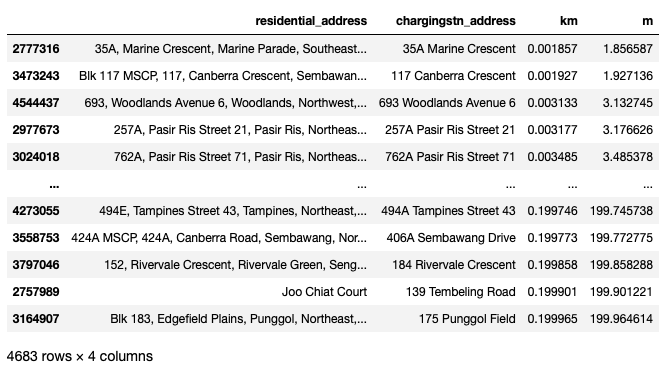 residential_address chargingstn_address km m
2777316 35A, Marine Crescent, Marine Parade, Southeast... 35A Marine Crescent 0.001857 1.856587
3473243 Blk 117 MSCP, 117, Canberra Crescent, Sembawan... 117 Canberra Crescent 0.001927 1.927136
4544437 693, Woodlands Avenue 6, Woodlands, Northwest,... 693 Woodlands Avenue 6 0.003133 3.132745
2977673 257A, Pasir Ris Street 21, Pasir Ris, Northeas... 257A Pasir Ris Street 21 0.003177 3.176626
3024018 762A, Pasir Ris Street 71, Pasir Ris, Northeas... 762A Pasir Ris Street 71 0.003485 3.485378
... ... ... ... ...
4273055 494E, Tampines Street 43, Tampines, Northeast,... 494A Tampines Street 43 0.199746 199.745738
3558753 424A MSCP, 424A, Canberra Road, Sembawang, Nor... 406A Sembawang Drive 0.199773 199.772775
3797046 152, Rivervale Crescent, Rivervale Green, Seng... 184 Rivervale Crescent 0.199858 199.858288
2757989 Joo Chiat Court 139 Tembeling Road 0.199901 199.901221
3164907 Blk 183, Edgefield Plains, Punggol, Northeast,... 175 Punggol Field 0.199965 199.964614
4683 rows × 4 columns